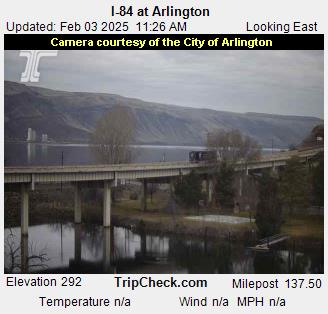 I-84 at Arlington
Updated: Feb 03 2025 11:26 AM Looking East
Camera courtesy of the City of Arlington
Elevation 292 TripCheck.com Milepost 137.50
Temperature n/a Wind n/a MPH n/a